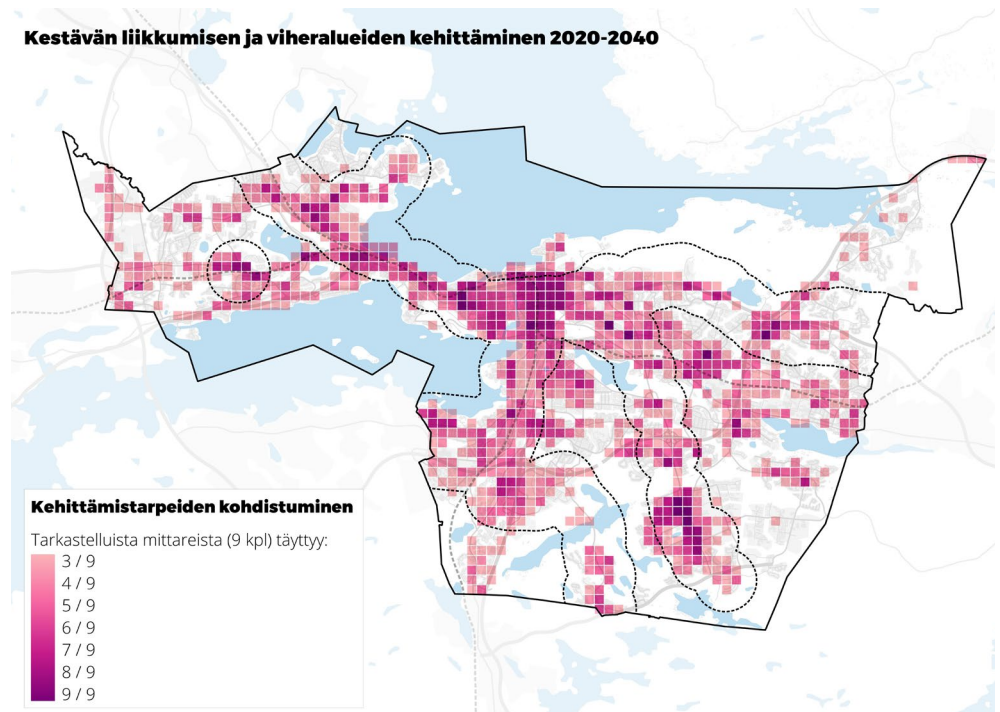 Kestävän liikkumisen ja viheralueiden kehittäminen 2020-2040
Kehittämistarpeiden kohdistuminen
Tarkastelluista mittareista (9 kpl) täyttyy:
3 / 9
4 / 9
5 / 9
6 / 9
7 / 9
8 / 9
9 / 9